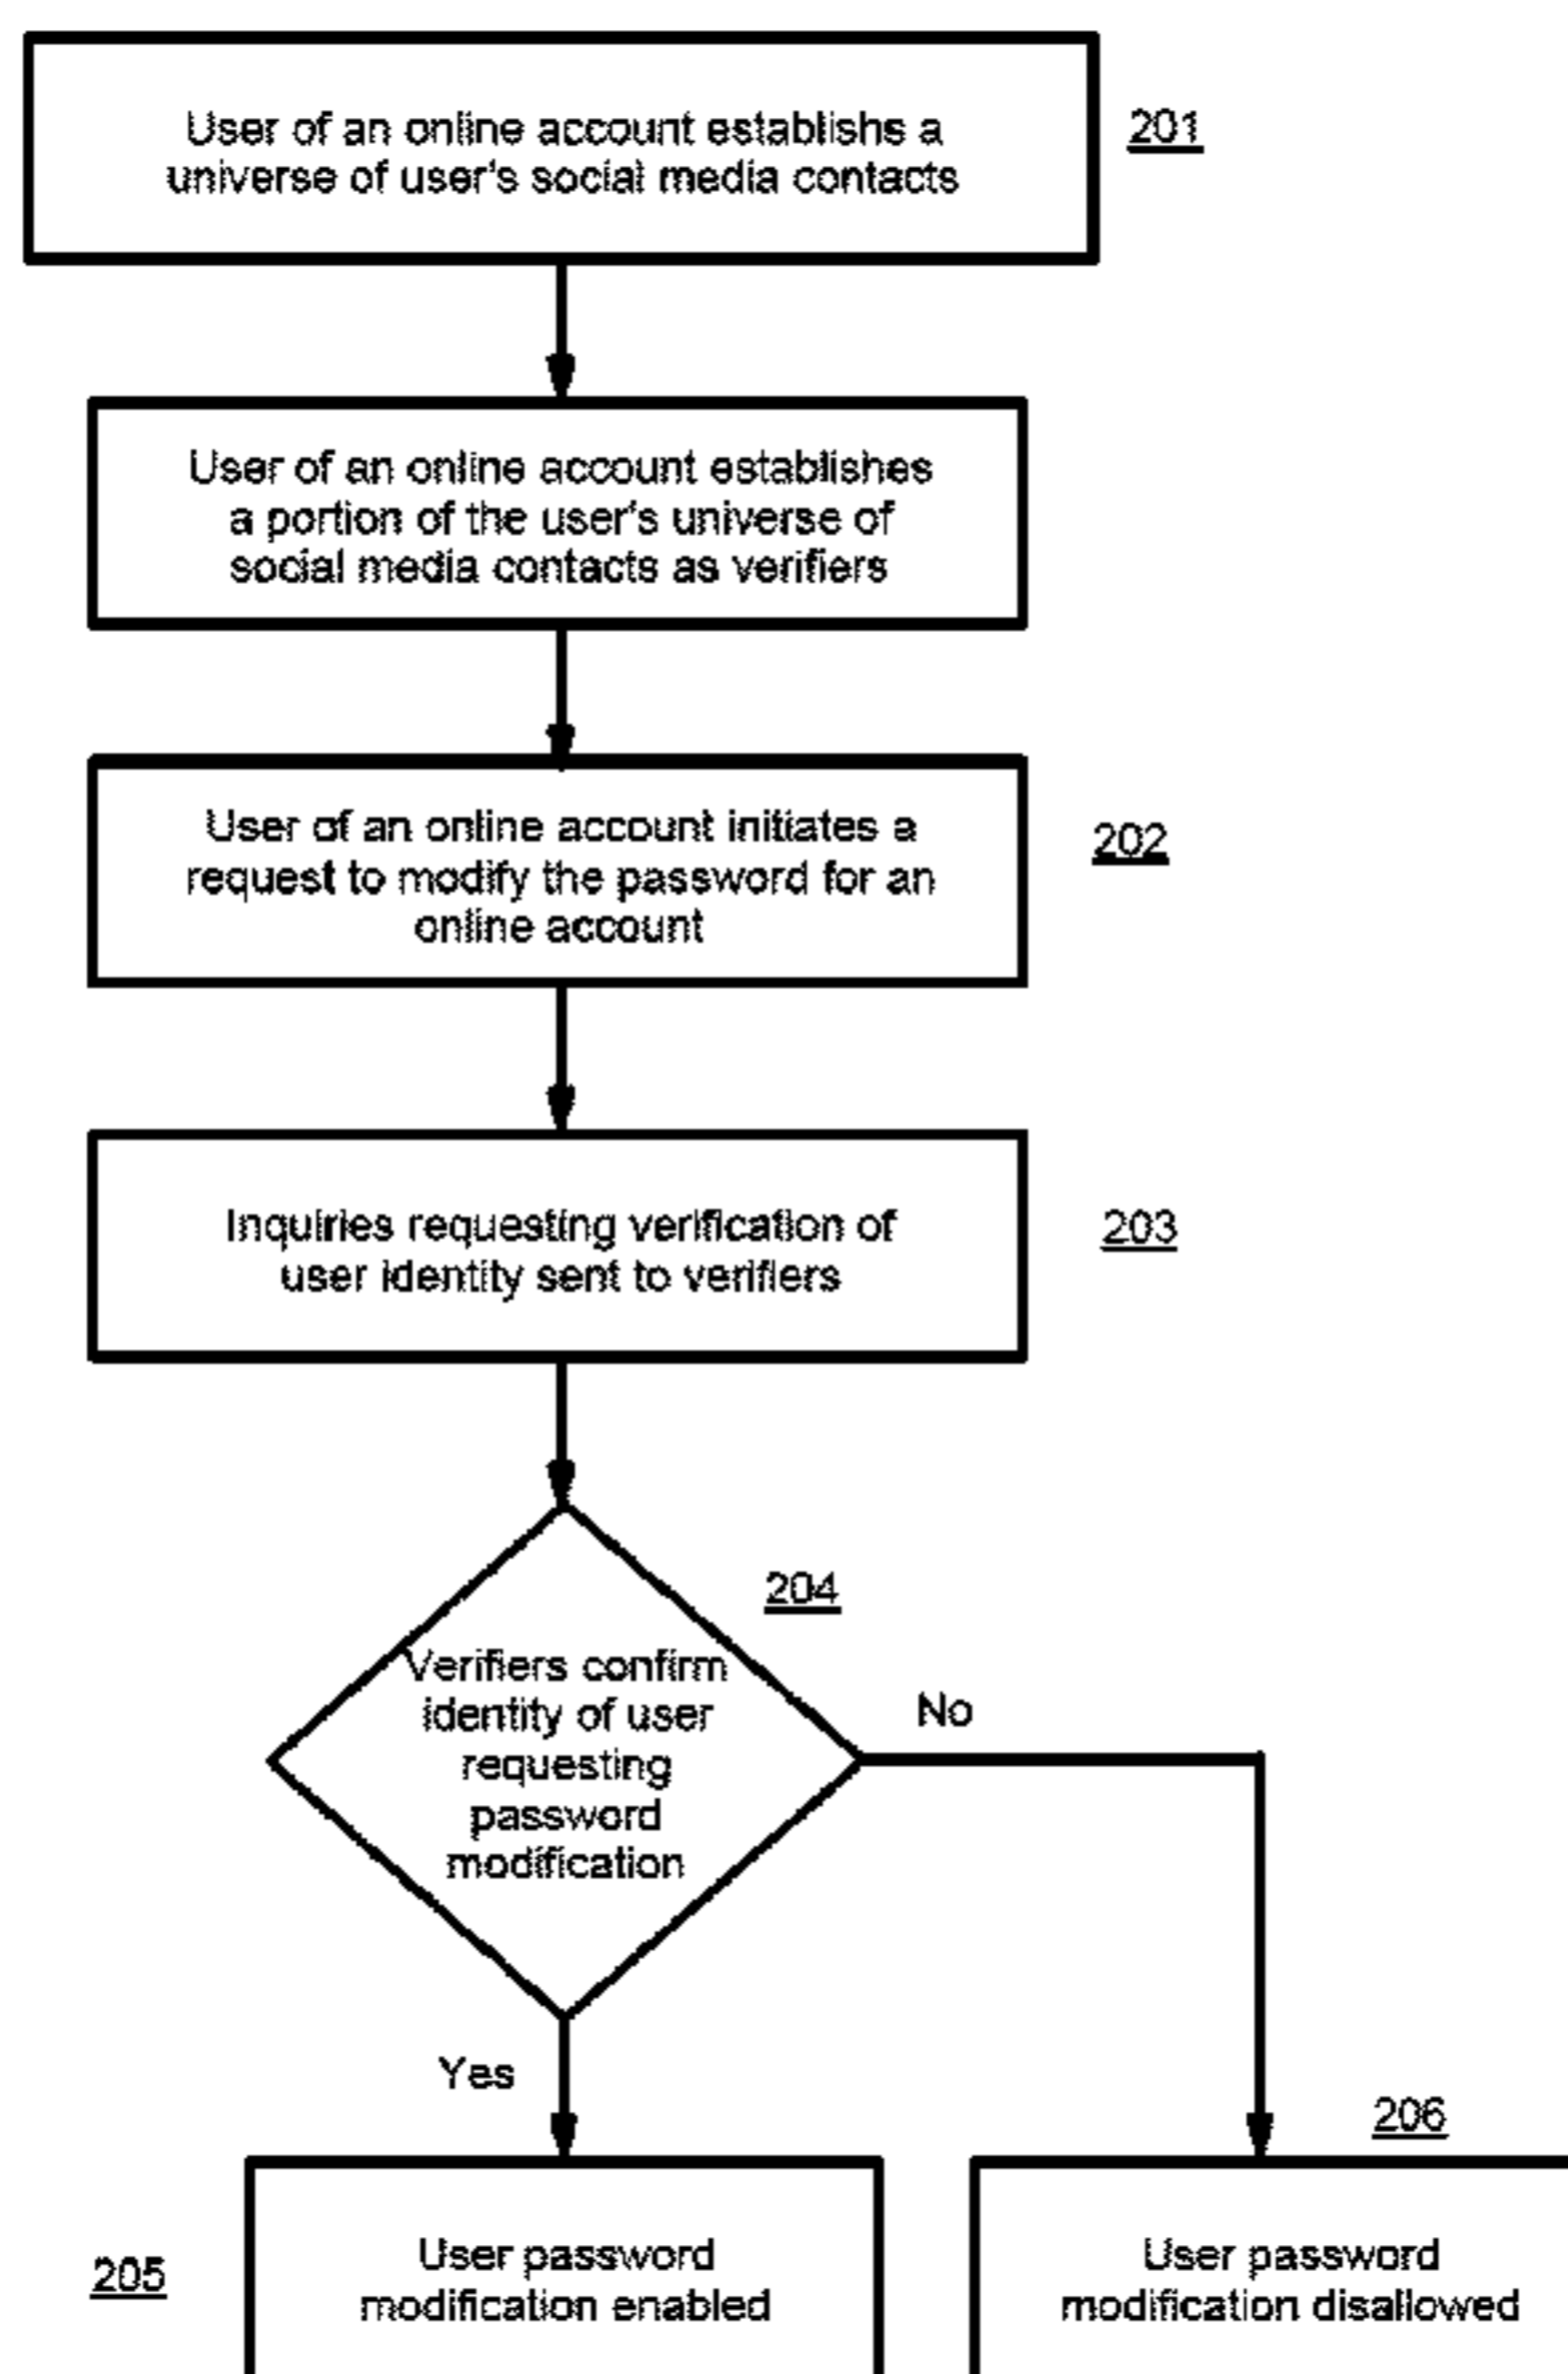 User of an online account establishs a
universe of user's social media contacts
201
User of an online account establishes
a portion of the user's universe of
social media contacts as verifiers
User of an online account initiates a
request to modify the password for an
online account
202
Inquiries requesting verification of
user identity sent to verifiers
203
204
Verifiers confirm
identity of user
requesting
password
modification
No
Yes
205
User password
modification enabled
206
User password
modification disallowed